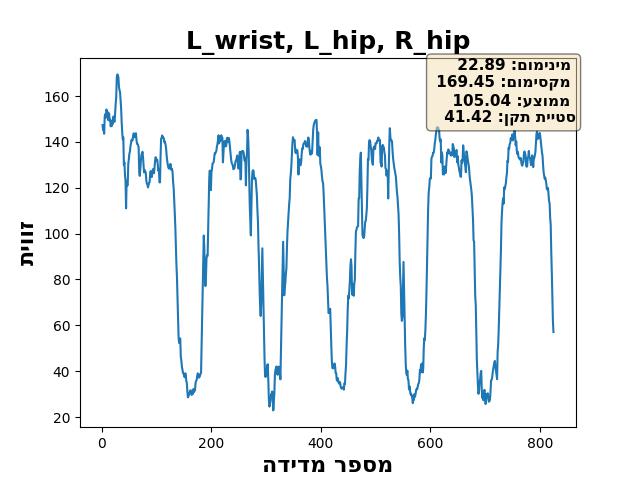 L_wrist, L_hip, R_hip
מינימום: 22.89
מקסימום: 169.45
ממוצע: 105.04
סטיית תקן: 41.42
160
140
120
100
80
60
40
20
זווית
0 200 400 600 800
מספר מדידה